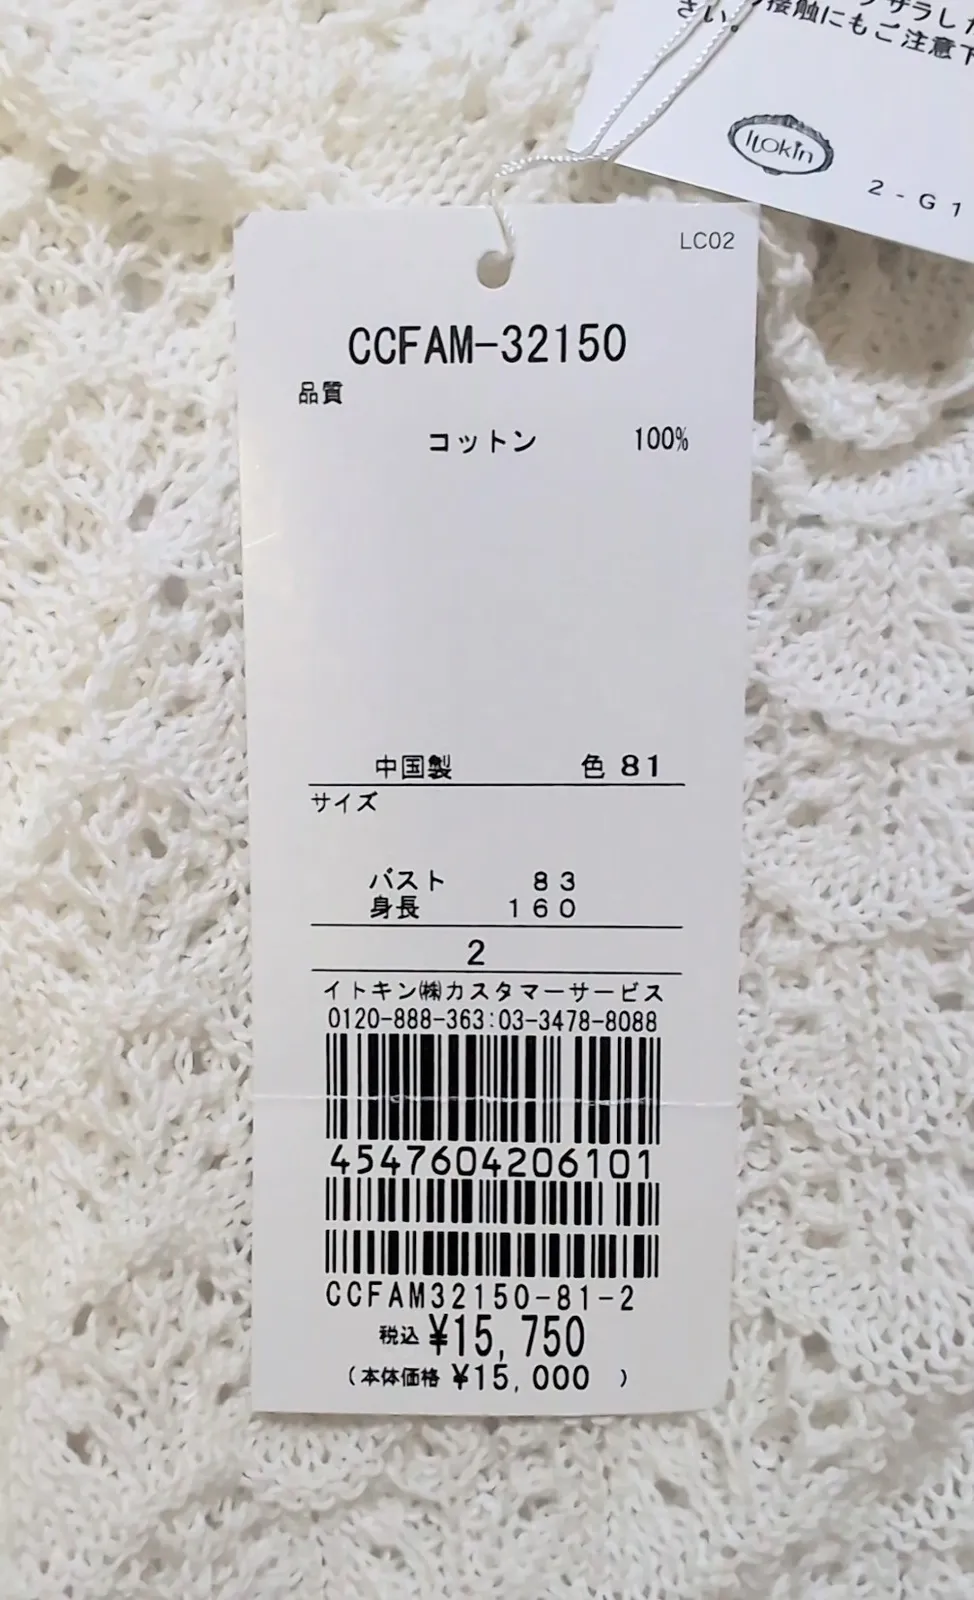 ザラし
さい。
接触にもご注意下
Itokin
2-G1
LC02
CCFAM-32150
品質
コットン 100%
中国製 色 81
サイズ
バスト 83
身長 160
2
イトキン㈱カスタマーサービス
0120-888-363:03-3478-8088
4547604206101
CCFAM32150-81-2
税込 ¥15,750
(本体価格 ¥15,000 )